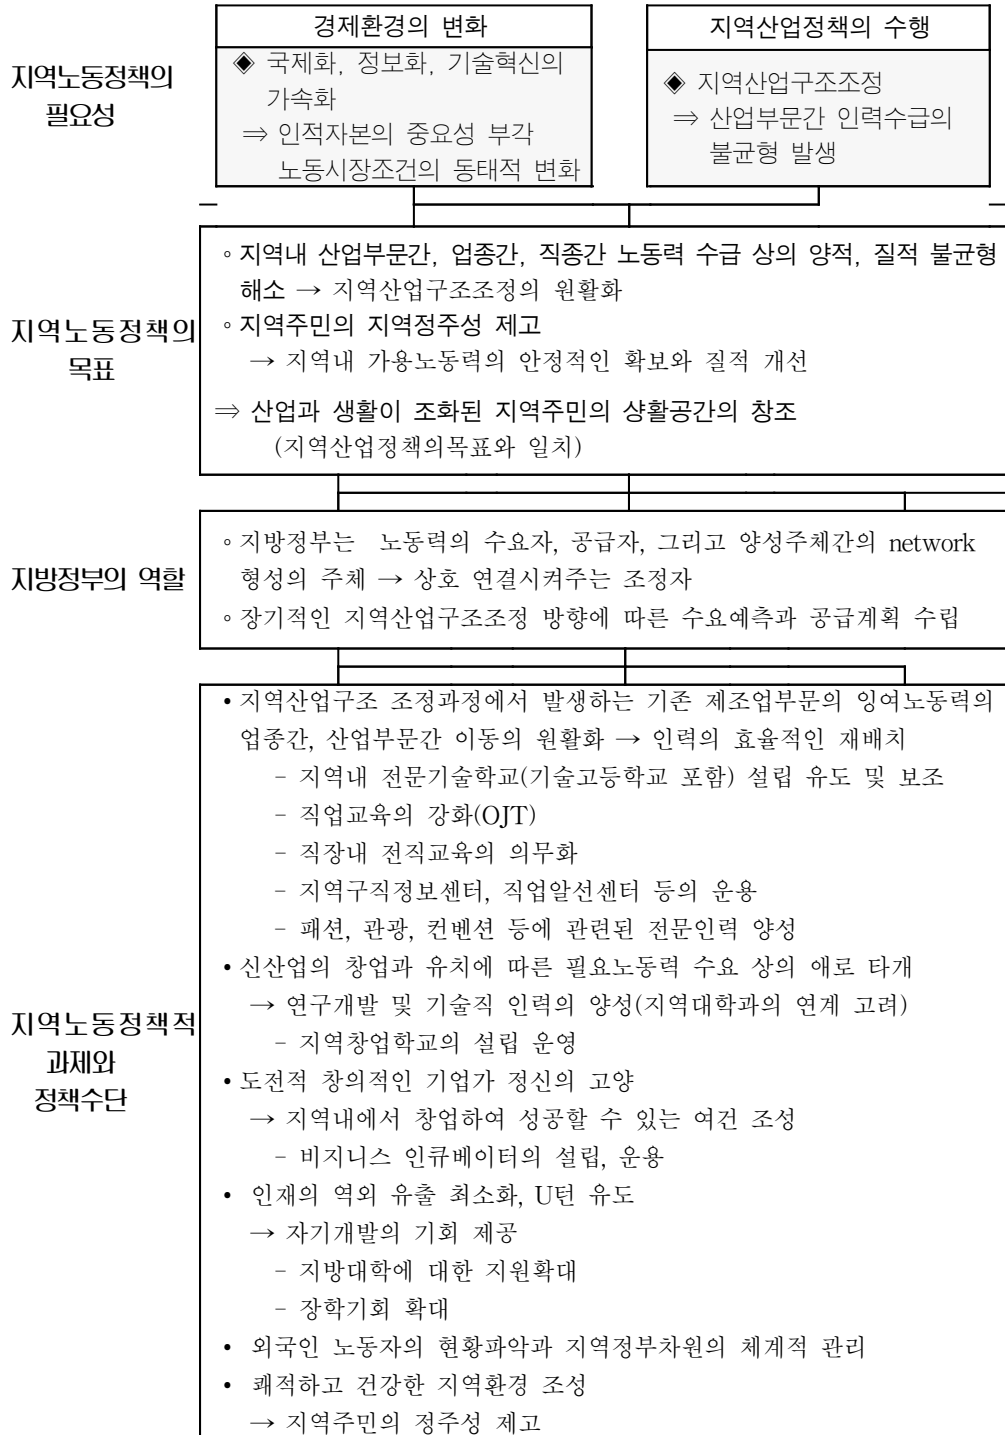 경제환경의 변화
지역산업정책의 수행
지역노동정책의
필요성
◈ 국제화, 정보화, 기술혁신의
가속화
⇒ 인적자본의 중요성 부각
노동시장조건의 동태적 변화
◈ 지역산업구조조정
⇒ 산업부문간 인력수급의
불균형 발생
지역노동정책의
목표
◦지역내 산업부문간, 업종간, 직종간 노동력 수급 상의 양적, 질적 불균형
해소 → 지역산업구조조정의 원활화
◦지역주민의 지역정주성 제고
→ 지역내 가용노동력의 안정적인 확보와 질적 개선
⇒ 산업과 생활이 조화된 지역주민의 생활공간의 창조
(지역산업정책의목표와 일치)
지방정부의 역할
◦지방정부는 노동력의 수요자, 공급자, 그리고 양성주체간의 network
형성의 주체 → 상호 연결시켜주는 조정자
◦장기적인 지역산업구조조정 방향에 따른 수요예측과 공급계획 수립
지역노동정책적
과제와
정책수단
•지역산업구조 조정과정에서 발생하는 기존 제조업부문의 잉여노동력의
업종간, 산업부문간 이동의 원활화 → 인력의 효율적인 재배치
- 지역내 전문기술학교(기술고등학교 포함) 설립 유도 및 보조
- 직업교육의 강화(OJT)
- 직장내 전직교육의 의무화
- 지역구직정보센터, 직업알선센터 등의 운용
- 패션, 관광, 컨벤션 등에 관련된 전문인력 양성
•신산업의 창업과 유치에 따른 필요노동력 수요 상의 애로 타개
→ 연구개발 및 기술직 인력의 양성(지역대학과의 연계 고려)
- 지역창업학교의 설립 운영
•도전적 창의적인 기업가 정신의 고양
→ 지역내에서 창업하여 성공할 수 있는 여건 조성
- 비지니스 인큐베이터의 설립, 운용
• 인재의 역외 유출 최소화, U턴 유도
→ 자기개발의 기회 제공
- 지방대학에 대한 지원확대
- 장학기회 확대
• 외국인 노동자의 현황파악과 지역정부차원의 체계적 관리
• 쾌적하고 건강한 지역환경 조성
→ 지역주민의 정주성 제고